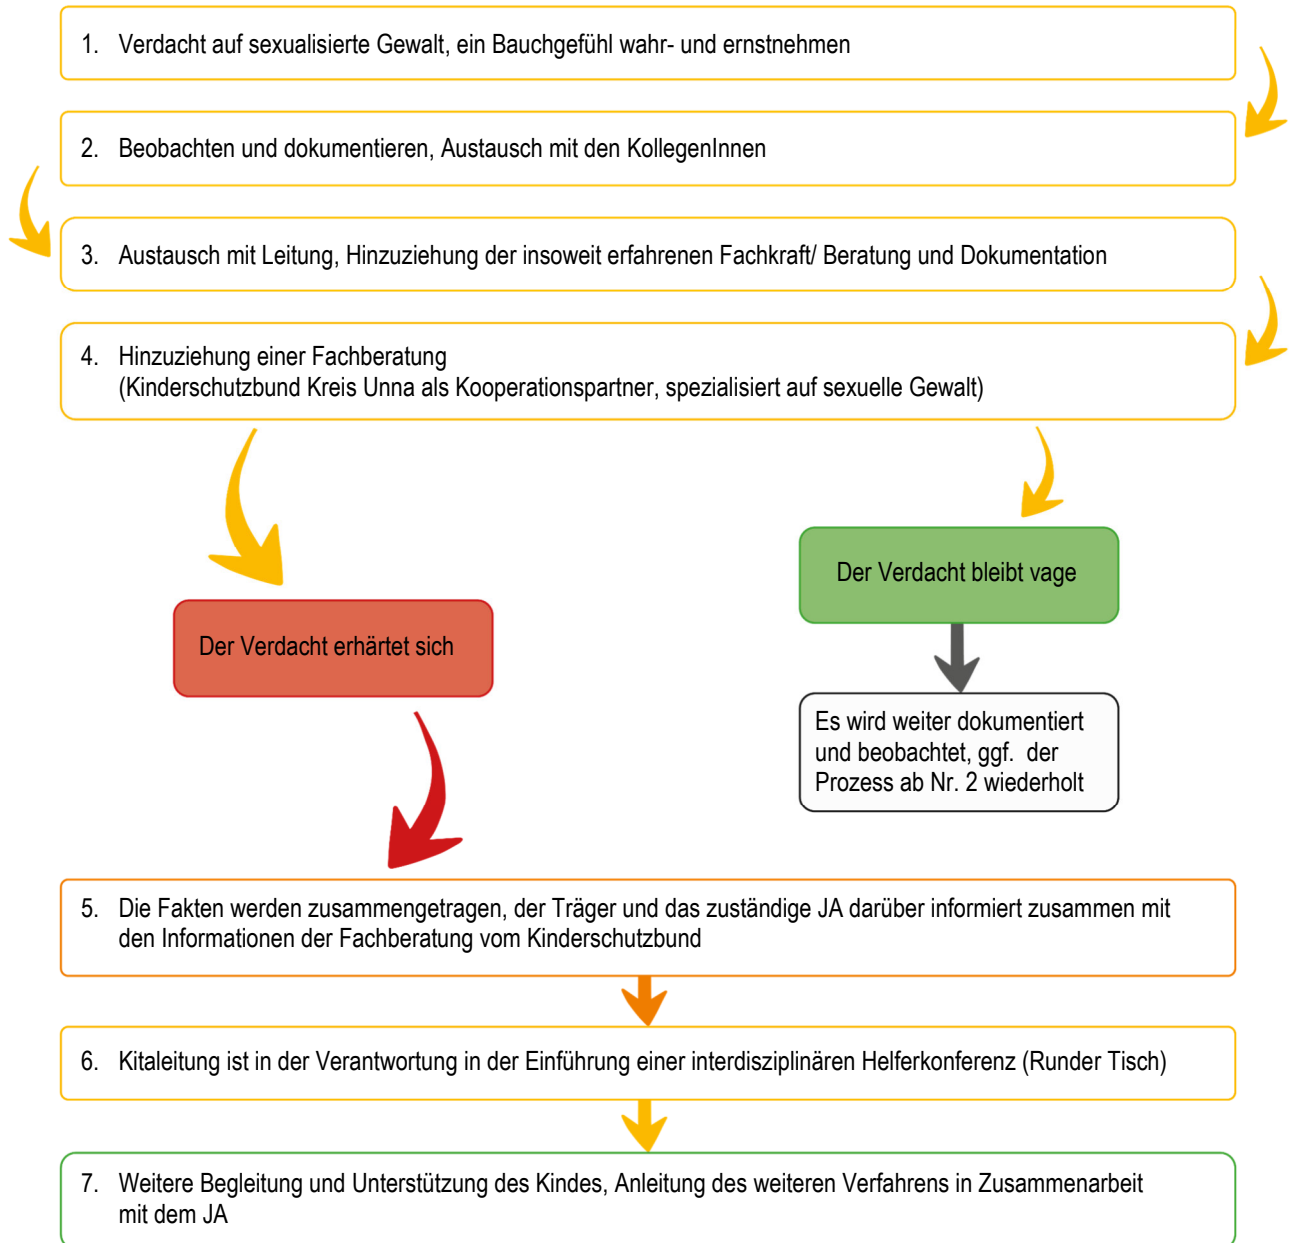 1. Verdacht auf sexualisierte Gewalt, ein Bauchgefühl wahr- und ernstnehmen
2. Beobachten und dokumentieren, Austausch mit den KollegenInnen
3. Austausch mit Leitung, Hinzuziehung der insoweit erfahrenen Fachkraft/ Beratung und Dokumentation
4. Hinzuziehung einer Fachberatung
(Kinderschutzbund Kreis Unna als Kooperationspartner, spezialisiert auf sexuelle Gewalt)
Der Verdacht erhärtet sich
Der Verdacht bleibt vage
Es wird weiter dokumentiert
und beobachtet, ggf. der
Prozess ab Nr. 2 wiederholt
5. Die Fakten werden zusammengetragen, der Träger und das zuständige JA darüber informiert zusammen mit
den Informationen der Fachberatung vom Kinderschutzbund
6. Kitaleitung ist in der Verantwortung in der Einführung einer interdisziplinären Helferkonferenz (Runder Tisch)
7. Weitere Begleitung und Unterstützung des Kindes, Anleitung des weiteren Verfahrens in Zusammenarbeit
mit dem JA